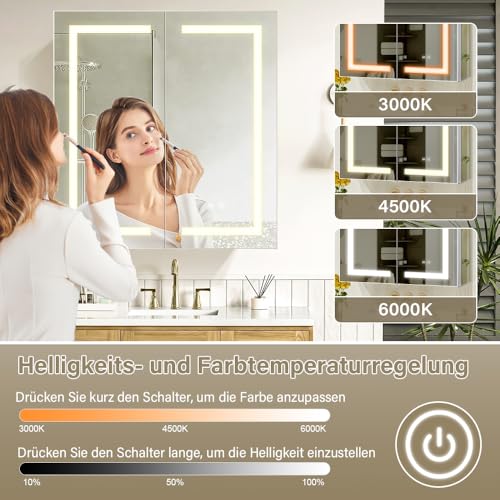 3000K
4500K
6000K
Helligkeits- und Farbtemperaturregelung
Drücken Sie kurz den Schalter, um die Farbe anzupassen
3000K 4500K 6000K
Drücken Sie den Schalter lange, um die Helligkeit einzustellen
10% 50% 100%